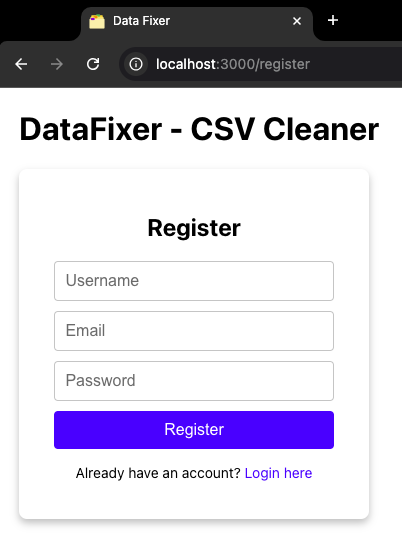 Data Fixer
localhost:3000/register
DataFixer - CSV Cleaner
Register
Username
Email
Password
Register
Already have an account? Login here